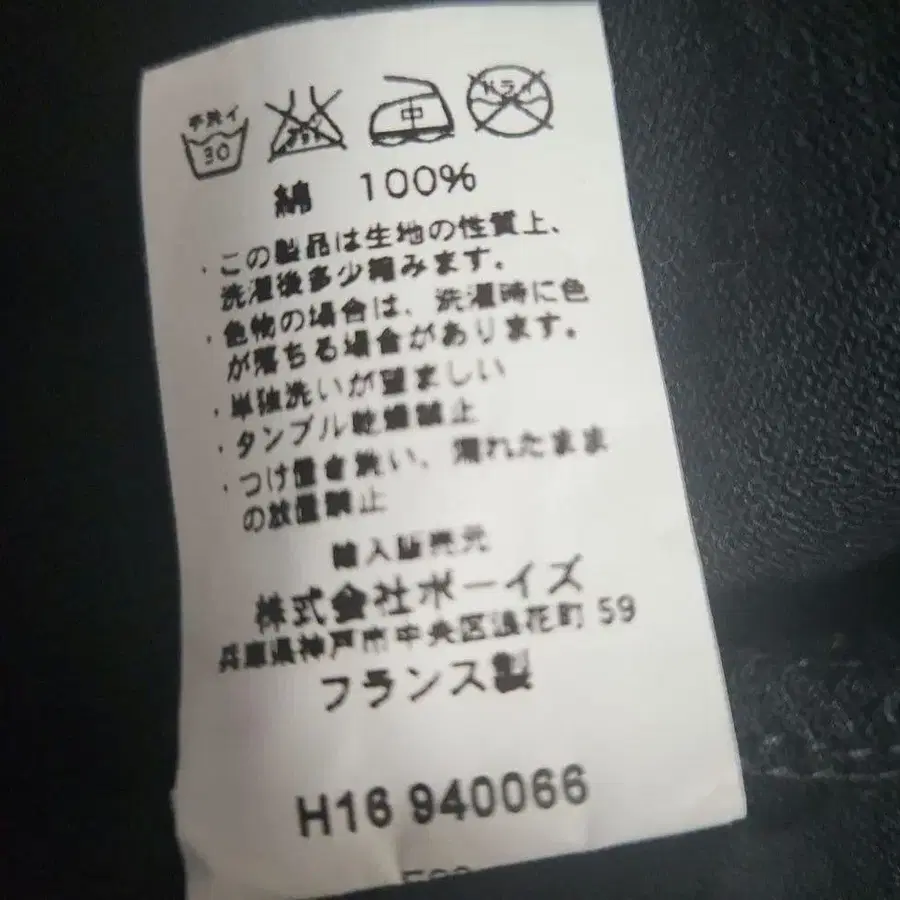 手洗イ 30 中 ドライ
綿 100%
・この製品は生地の性質上、
洗濯後多少縮みます。
・色物の場合は、洗濯時に色
が落ちる場合があります。
・単独洗いが望ましい
・タンブル乾燥禁止
・つけ置き洗い、濡れたまま
の放置禁止
輸入販売元
株式会社ボーイズ
兵庫県神戸市中央区浪花町 59
フランス製
H16 940066